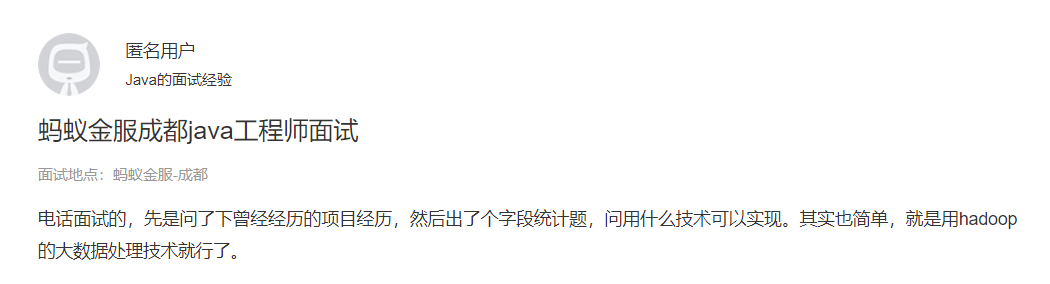 匿名用户
Java的面试经验
蚂蚁金服成都java工程师面试
面试地点：蚂蚁金服-成都
电话面试的，先是问了下曾经经历的项目经历，然后出了个字段统计题，问用什么技术可以实现。其实也简单，就是用hadoop
的大数据处理技术就行了。